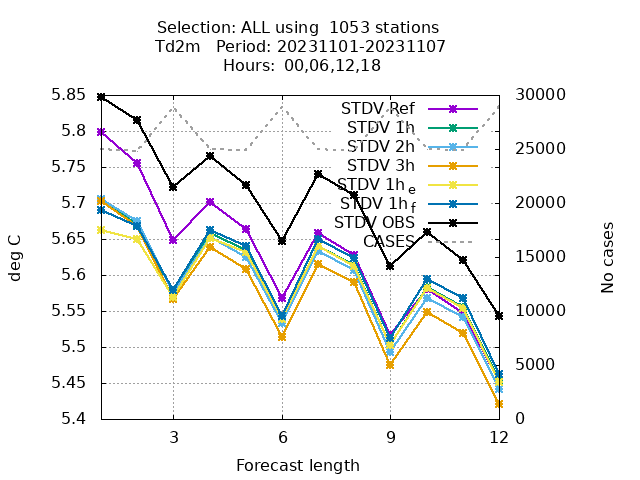 Selection: ALL using  1053 stations
Td2m   Period: 20231101-20231107
Hours:  00,06,12,18
5.85
5.8
5.75
5.7
5.65
5.6
5.55
5.5
5.45
5.4
deg C
30000
25000
20000
15000
10000
5000
0
No cases
STDV Ref
STDV 1h
STDV 2h
STDV 3h
STDV 1h_e
STDV 1h_f
STDV OBS
CASES
3
6
9
12
Forecast length